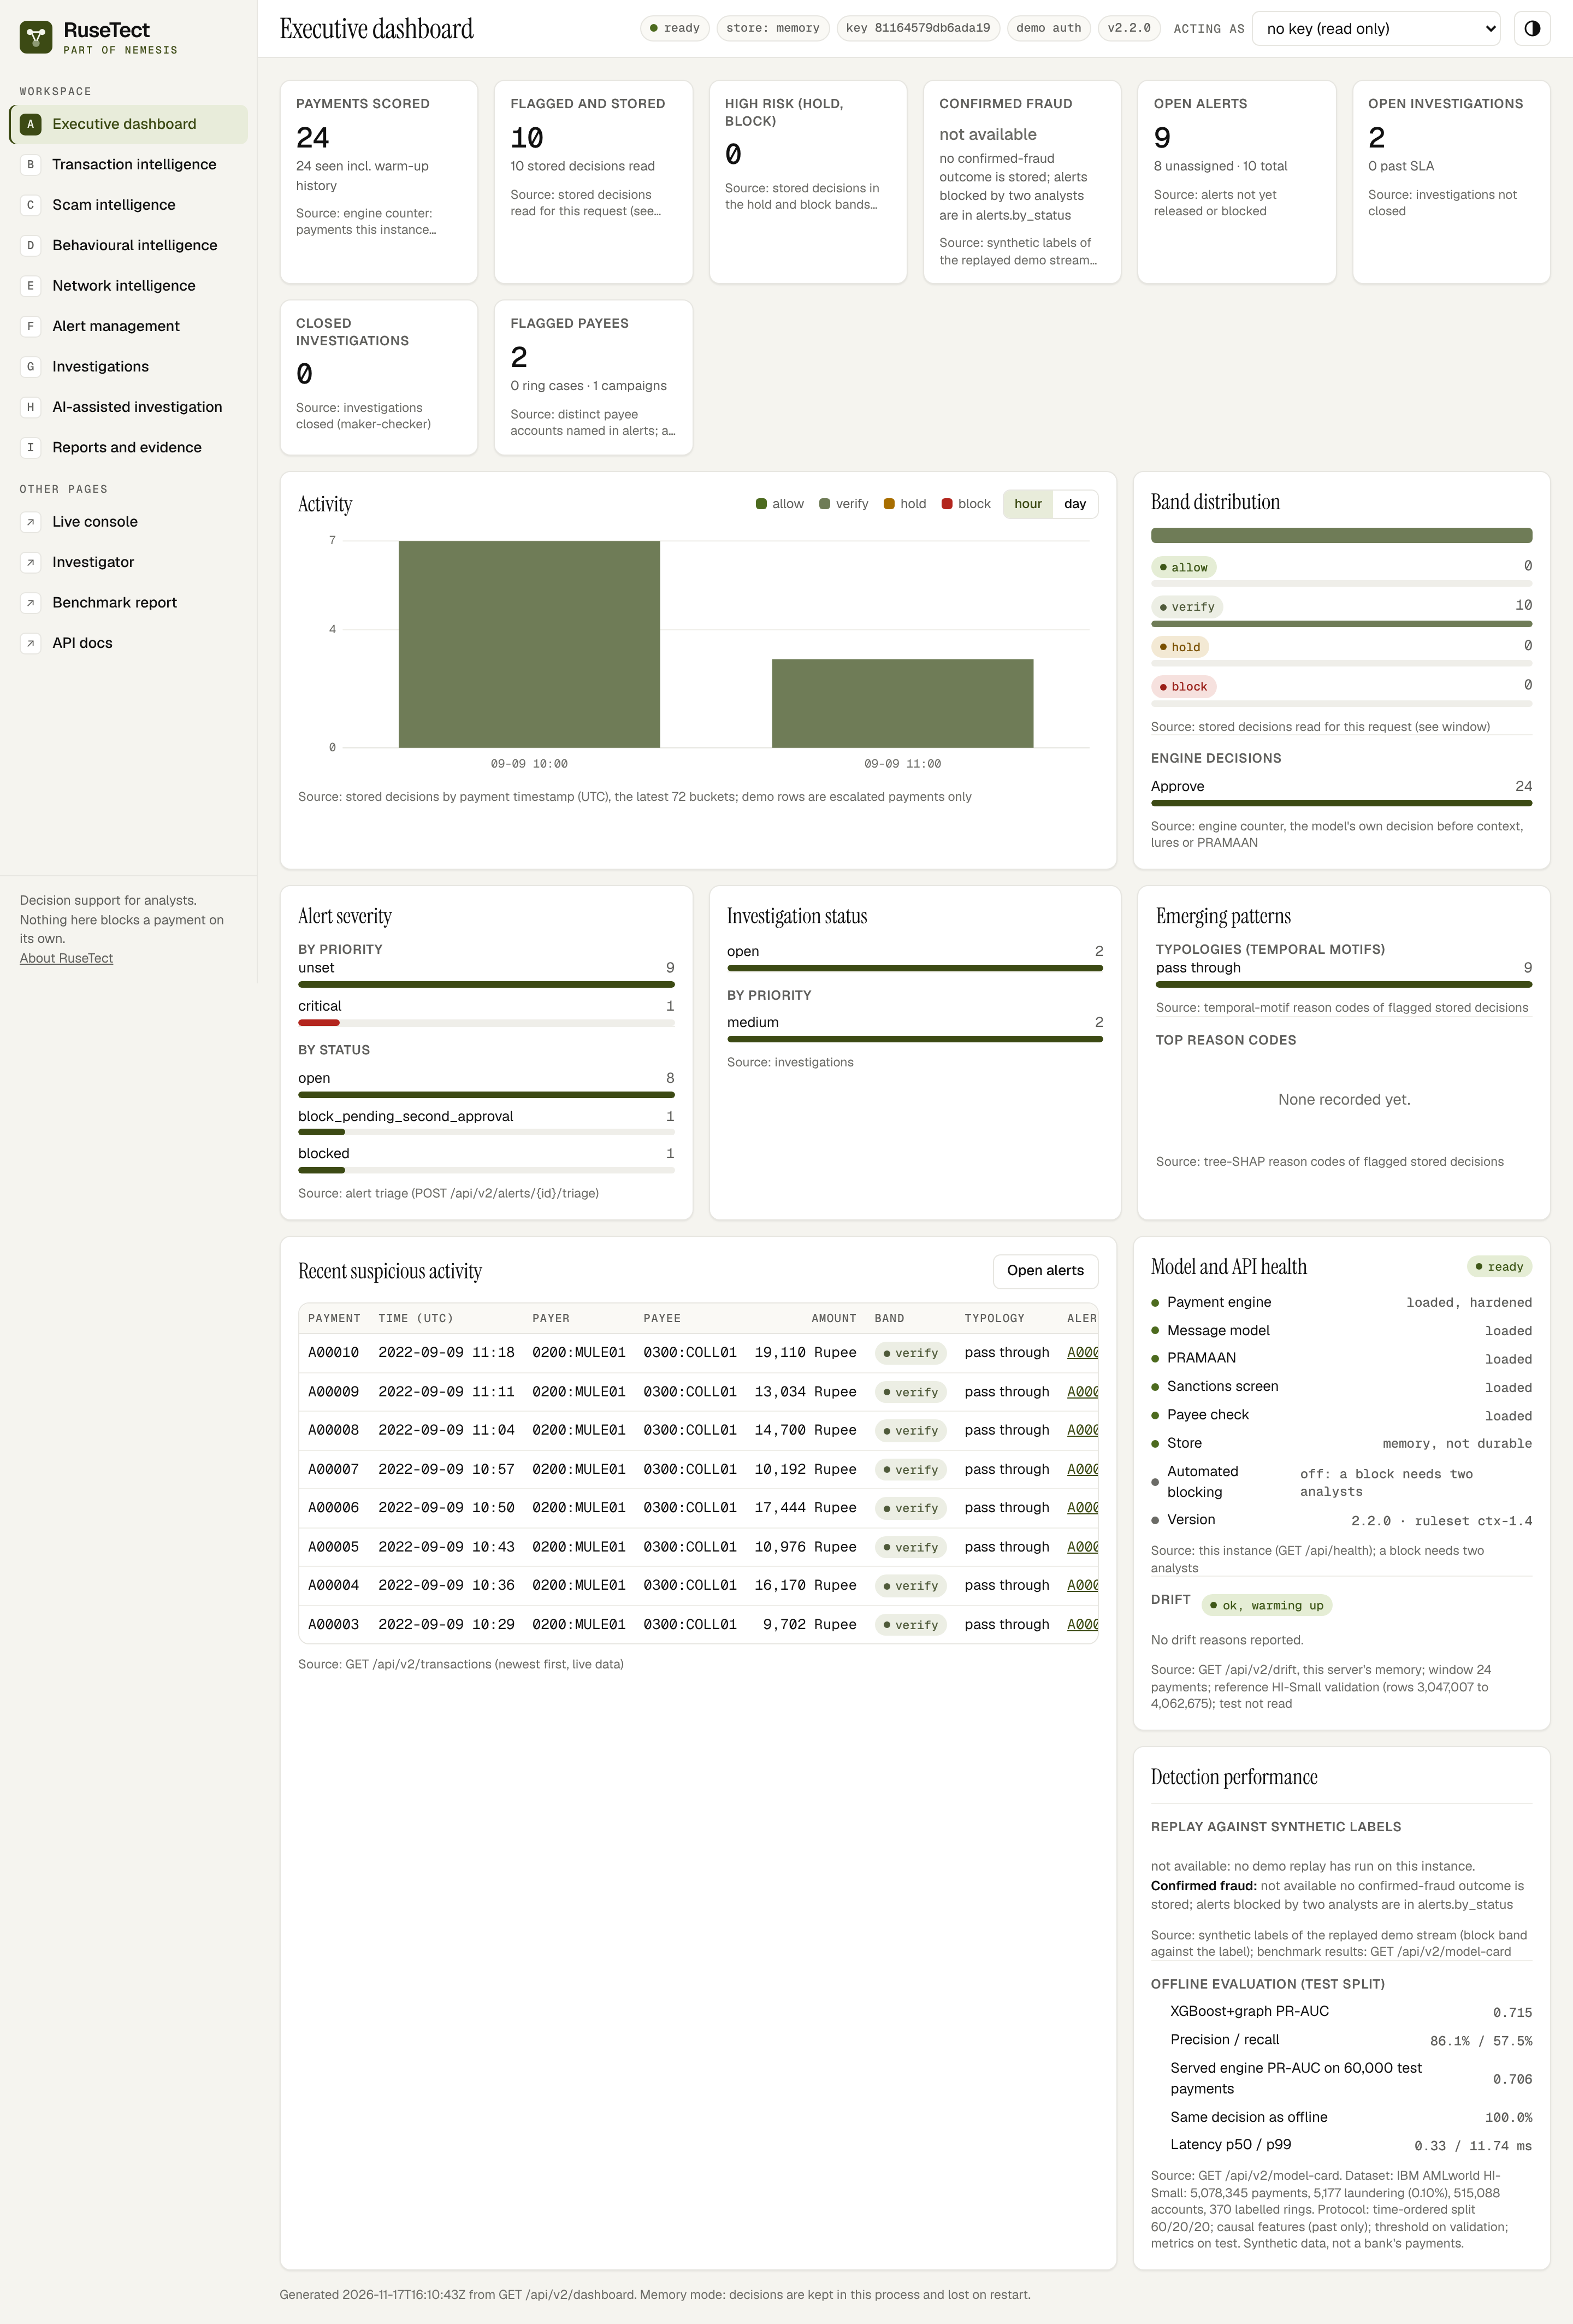 RuseTect
PART OF NEMESIS
WORKSPACE
A Executive dashboard
B Transaction intelligence
C Scam intelligence
D Behavioural intelligence
E Network intelligence
F Alert management
G Investigations
H AI-assisted investigation
I Reports and evidence
OTHER PAGES
Live console
Investigator
Benchmark report
API docs
Decision support for analysts.
Nothing here blocks a payment on
its own.
About RuseTect
Executive dashboard
ready
store: memory
key 81164579db6ada19
demo auth
v2.2.0
ACTING AS
no key (read only)
PAYMENTS SCORED
24
24 seen incl. warm-up
history
Source: engine counter:
payments this instance…
FLAGGED AND STORED
10
10 stored decisions read
Source: stored decisions
read for this request (see…
HIGH RISK (HOLD,
BLOCK)
0
Source: stored decisions in
the hold and block bands…
CONFIRMED FRAUD
not available
no confirmed-fraud
outcome is stored; alerts
blocked by two analysts
are in alerts.by_status
Source: synthetic labels of
the replayed demo stream…
OPEN ALERTS
9
8 unassigned · 10 total
Source: alerts not yet
released or blocked
OPEN INVESTIGATIONS
2
0 past SLA
Source: investigations not
closed
CLOSED
INVESTIGATIONS
0
Source: investigations
closed (maker-checker)
FLAGGED PAYEES
2
0 ring cases · 1 campaigns
Source: distinct payee
accounts named in alerts; a…
Activity
allow verify hold block
hour day
7
4
0
09-09 10:00 09-09 11:00
Source: stored decisions by payment timestamp (UTC), the latest 72 buckets; demo rows are escalated payments only
Band distribution
allow 0
verify 10
hold 0
block 0
Source: stored decisions read for this request (see window)
ENGINE DECISIONS
Approve 24
Source: engine counter, the model's own decision before context,
lures or PRAMAAN
Alert severity
BY PRIORITY
unset 9
critical 1
BY STATUS
open 8
block_pending_second_approval 1
blocked 1
Source: alert triage (POST /api/v2/alerts/{id}/triage)
Investigation status
open 2
BY PRIORITY
medium 2
Source: investigations
Emerging patterns
TYPOLOGIES (TEMPORAL MOTIFS)
pass through 9
Source: temporal-motif reason codes of flagged stored decisions
TOP REASON CODES
None recorded yet.
Source: tree-SHAP reason codes of flagged stored decisions
Recent suspicious activity
Open alerts
PAYMENT TIME (UTC) PAYER PAYEE AMOUNT BAND TYPOLOGY ALER
A00010 2022-09-09 11:18 0200:MULE01 0300:COLL01 19,110 Rupee verify pass through A000
A00009 2022-09-09 11:11 0200:MULE01 0300:COLL01 13,034 Rupee verify pass through A000
A00008 2022-09-09 11:04 0200:MULE01 0300:COLL01 14,700 Rupee verify pass through A000
A00007 2022-09-09 10:57 0200:MULE01 0300:COLL01 10,192 Rupee verify pass through A000
A00006 2022-09-09 10:50 0200:MULE01 0300:COLL01 17,444 Rupee verify pass through A000
A00005 2022-09-09 10:43 0200:MULE01 0300:COLL01 10,976 Rupee verify pass through A000
A00004 2022-09-09 10:36 0200:MULE01 0300:COLL01 16,170 Rupee verify pass through A000
A00003 2022-09-09 10:29 0200:MULE01 0300:COLL01 9,702 Rupee verify pass through A000
Source: GET /api/v2/transactions (newest first, live data)
Model and API health
ready
Payment engine loaded, hardened
Message model loaded
PRAMAAN loaded
Sanctions screen loaded
Payee check loaded
Store memory, not durable
Automated
blocking
off: a block needs two
analysts
Version 2.2.0 · ruleset ctx-1.4
Source: this instance (GET /api/health); a block needs two
analysts
DRIFT ok, warming up
No drift reasons reported.
Source: GET /api/v2/drift, this server's memory; window 24
payments; reference HI-Small validation (rows 3,047,007 to
4,062,675); test not read
Detection performance
REPLAY AGAINST SYNTHETIC LABELS
not available: no demo replay has run on this instance.
Confirmed fraud: not available no confirmed-fraud outcome is
stored; alerts blocked by two analysts are in alerts.by_status
Source: synthetic labels of the replayed demo stream (block band
against the label); benchmark results: GET /api/v2/model-card
OFFLINE EVALUATION (TEST SPLIT)
XGBoost+graph PR-AUC 0.715
Precision / recall 86.1% / 57.5%
Served engine PR-AUC on 60,000 test
payments
0.706
Same decision as offline 100.0%
Latency p50 / p99 0.33 / 11.74 ms
Source: GET /api/v2/model-card. Dataset: IBM AMLworld HI-
Small: 5,078,345 payments, 5,177 laundering (0.10%), 515,088
accounts, 370 labelled rings. Protocol: time-ordered split
60/20/20; causal features (past only); threshold on validation;
metrics on test. Synthetic data, not a bank's payments.
Generated 2026-11-17T16:10:43Z from GET /api/v2/dashboard. Memory mode: decisions are kept in this process and lost on restart.